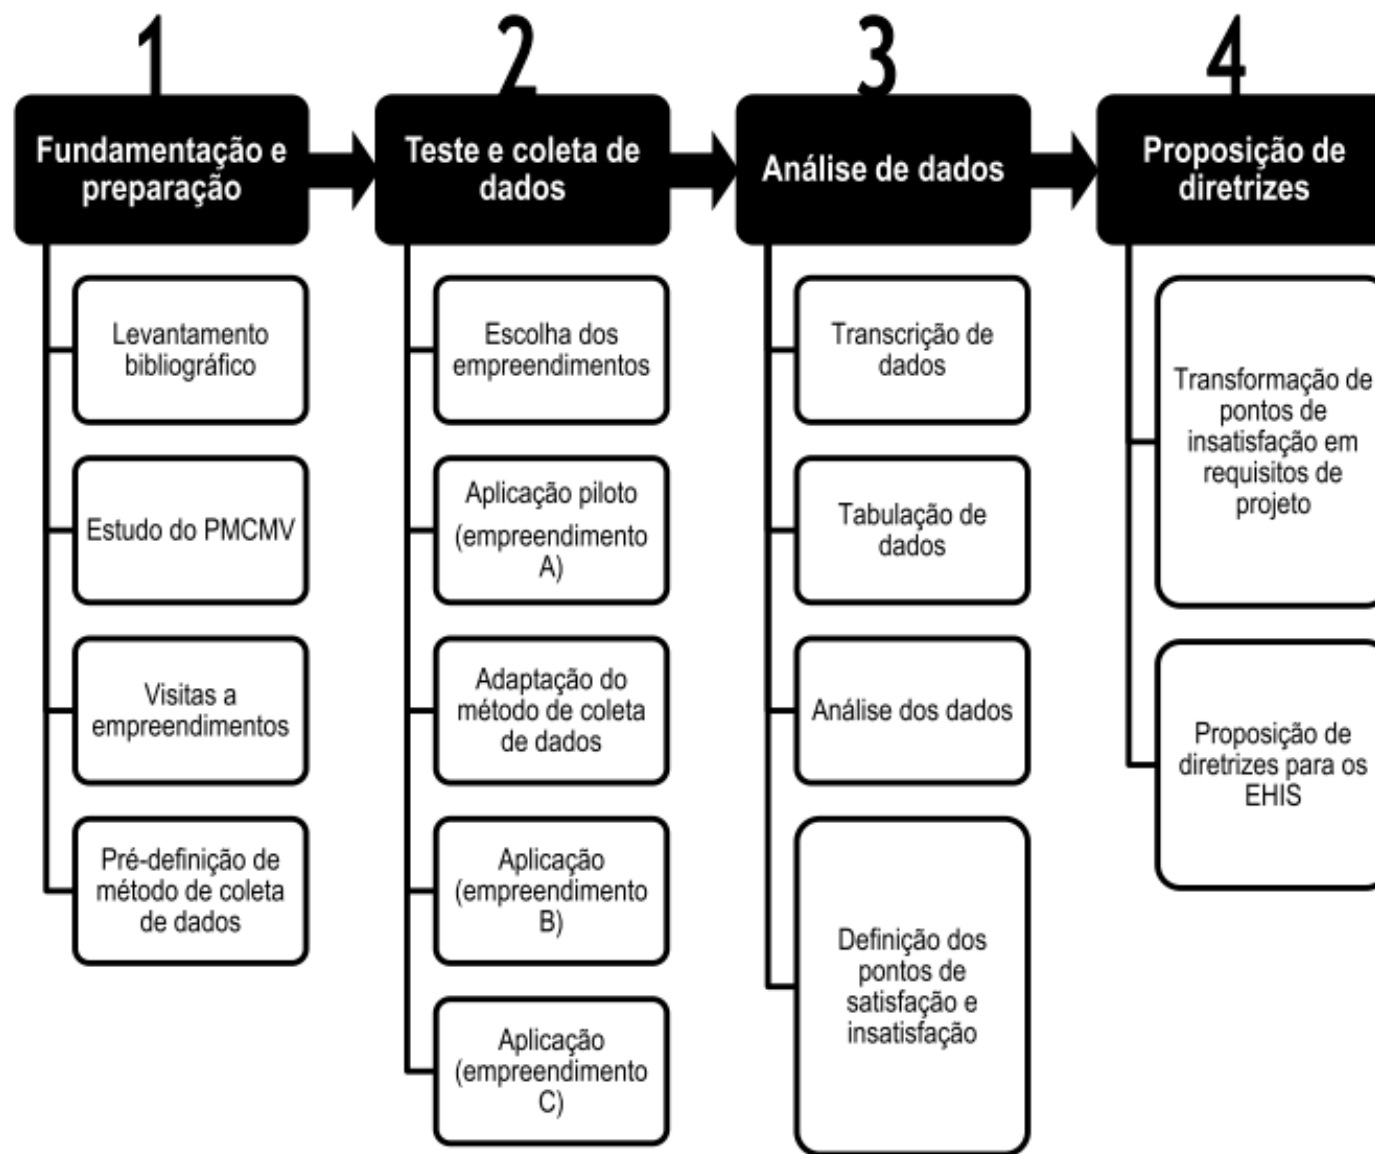 1
Fundamentação e
preparação
Levantamento
bibliográfico
Estudo do PMCMV
Visitas a
empreendimentos
Pré-definição de
método de coleta
de dados
2
Teste e coleta de
dados
Escolha dos
empreendimentos
Aplicação piloto
(empreendimento
A)
Adaptação do
método de coleta
de dados
Aplicação
(empreendimento
B)
Aplicação
(empreendimento
C)
3
Análise de dados
Transcrição de
dados
Tabulação de
dados
Análise dos dados
Definição dos
pontos de
satisfação e
insatisfação
4
Proposição de
diretrizes
Transformação de
pontos de
insatisfação em
requisitos de
projeto
Proposição de
diretrizes para os
EHIS